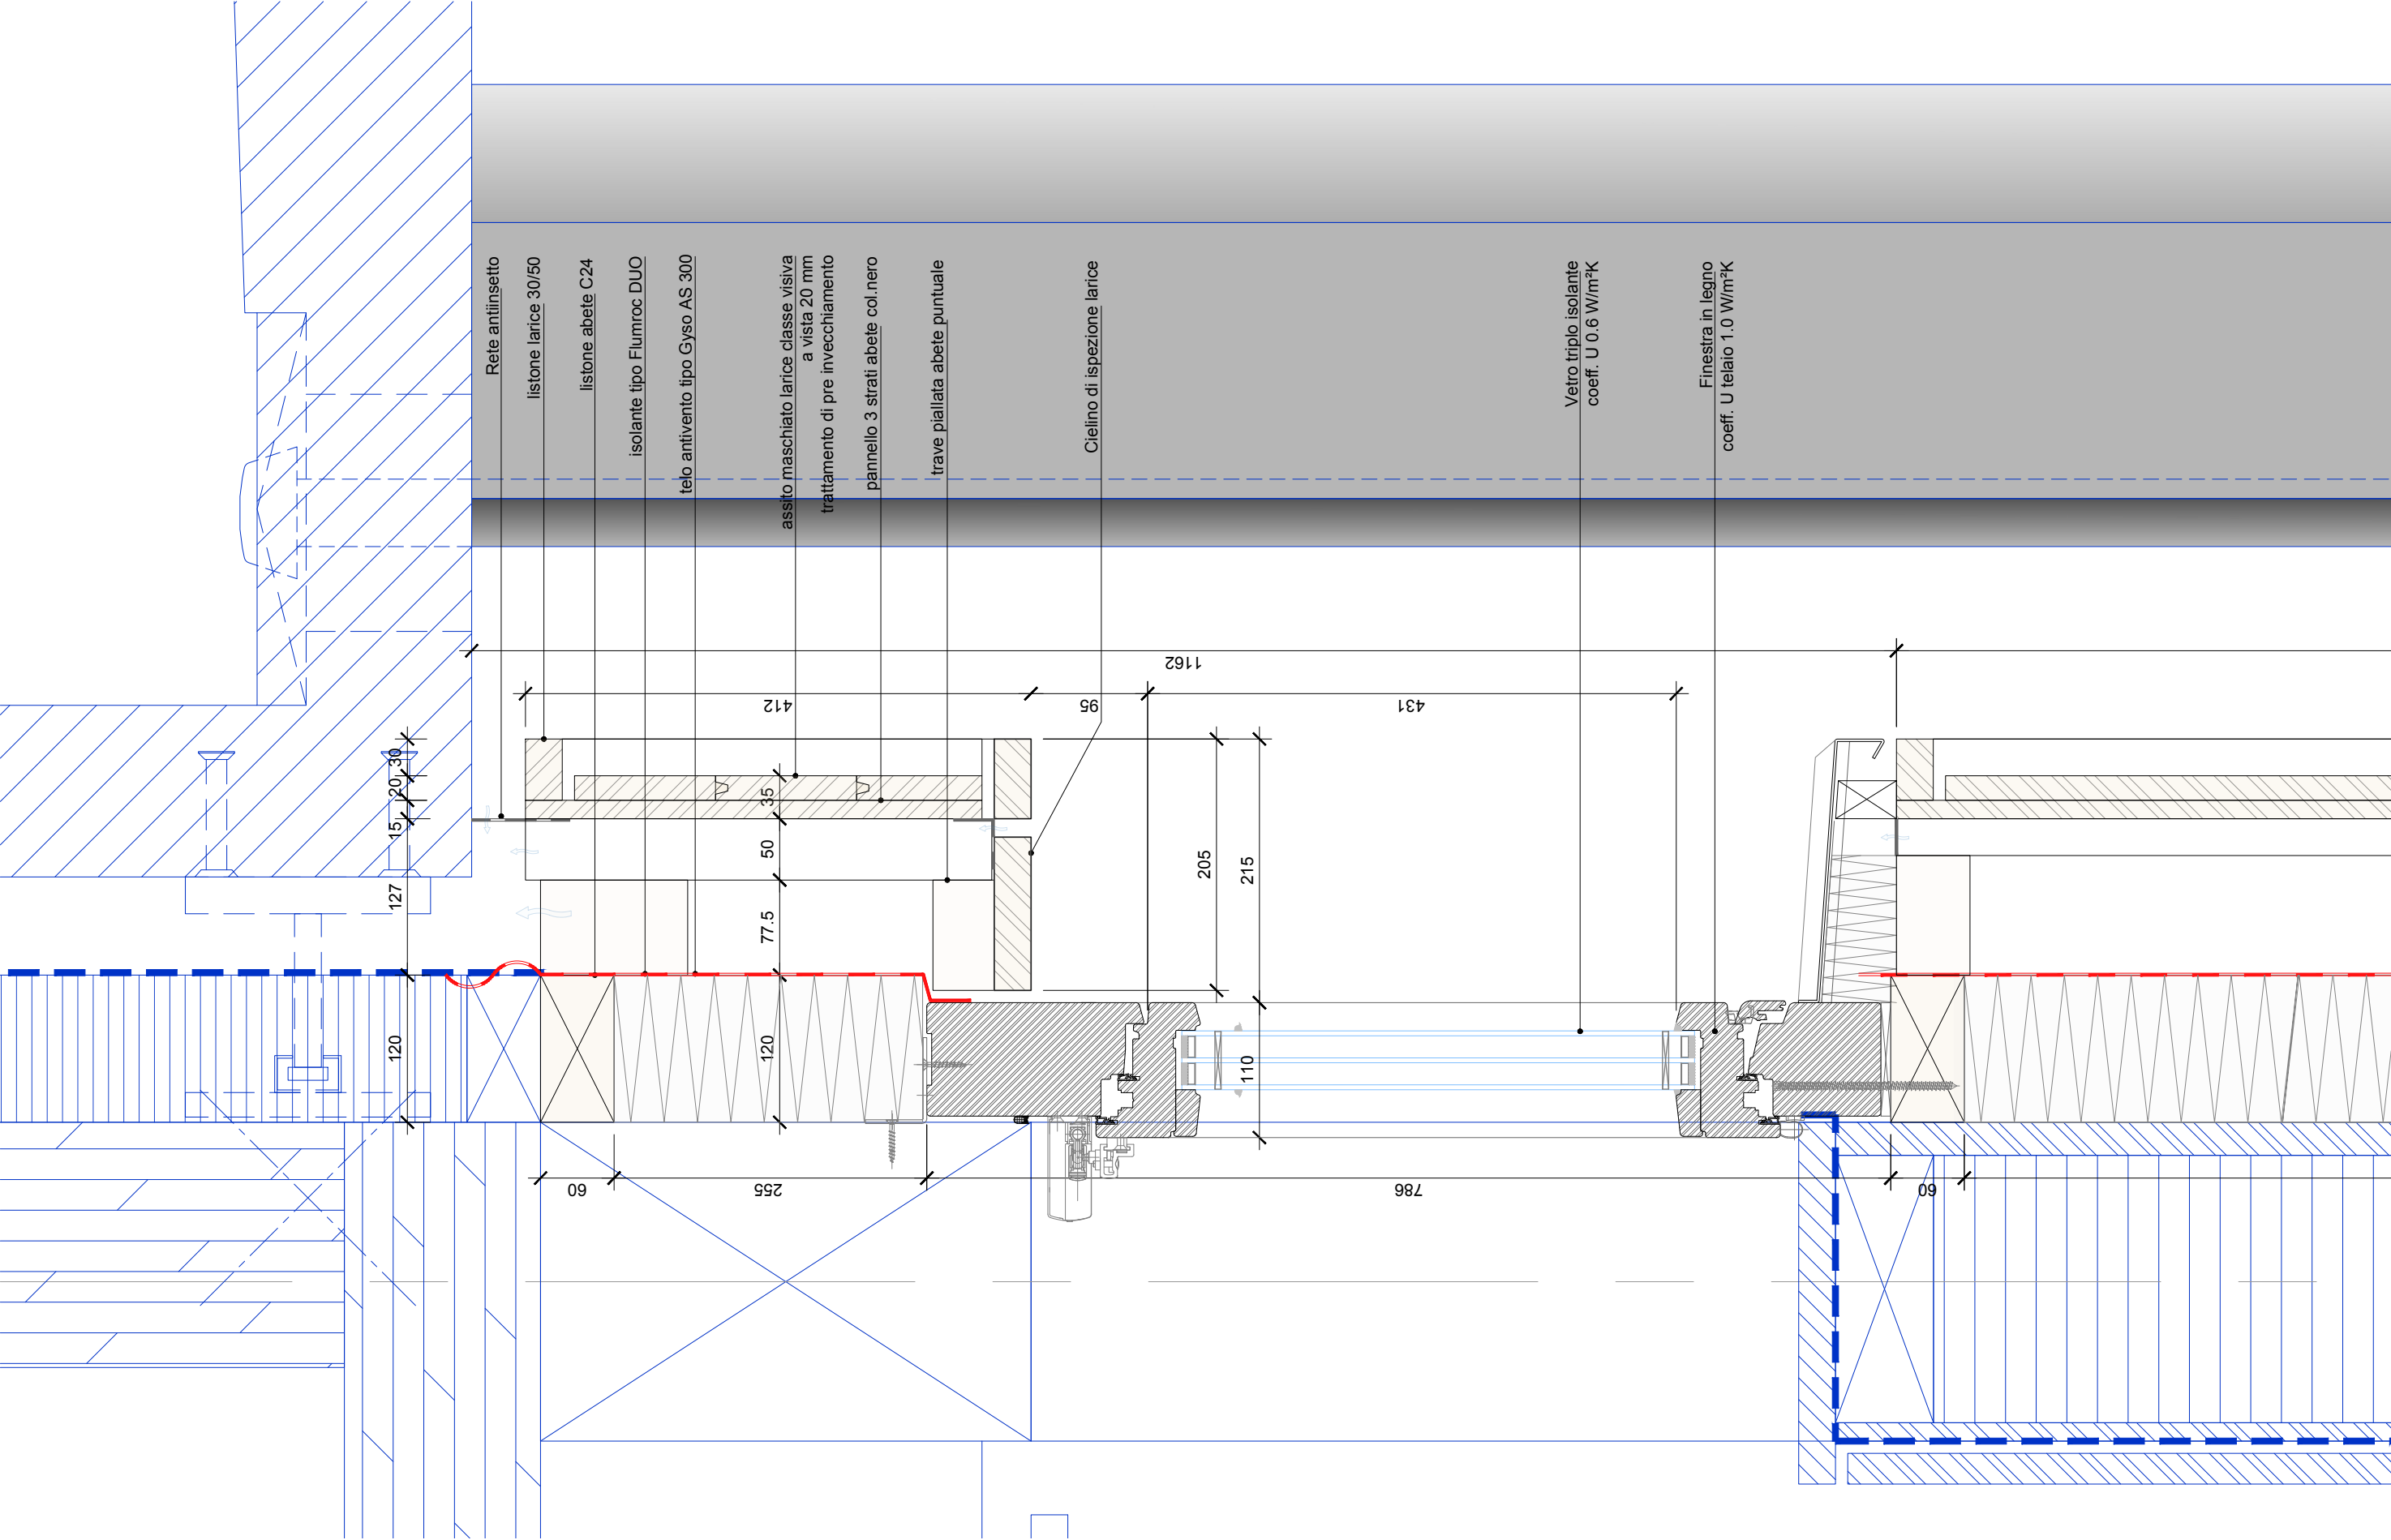 Rete antiinsetto
listone larice 30/50
listone abete C24
isolante tipo Flumroc DUO
telo antivento tipo Gyso AS 300
assito maschiato larice classe visiva
a vista 20 mm
trattamento di pre invecchiamento
pannello 3 strati abete col.nero
trave piallata abete puntuale
Cielino di ispezione larice
Vetro triplo isolante
coeff. U 0.6 W/m²K
Finestra in legno
coeff. U telaio 1.0 W/m²K
1162
412
95
431
30
20
15
127
120
35
50
77.5
120
205
215
110
60
255
786
60